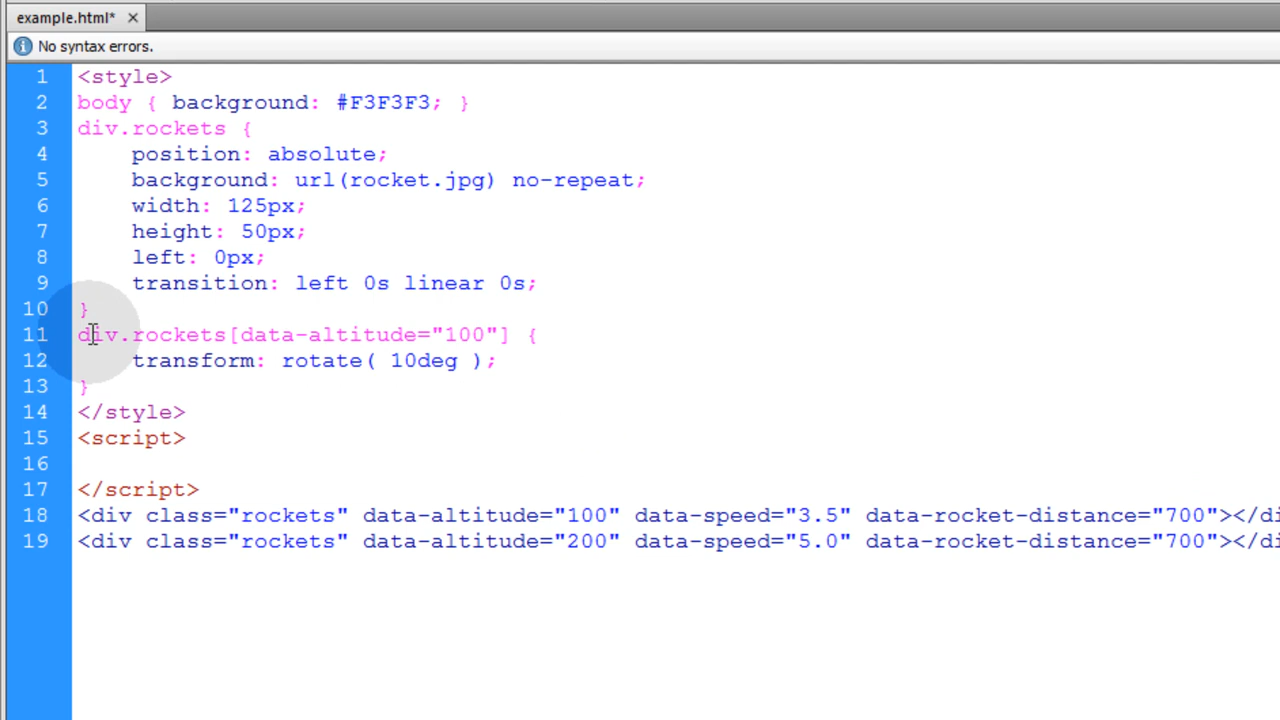 example.html* ×
No syntax errors.
1 <style>
2 body { background: #F3F3F3; }
3 div.rockets {
4 position: absolute;
5 background: url(rocket.jpg) no-repeat;
6 width: 125px;
7 height: 50px;
8 left: 0px;
9 transition: left 0s linear 0s;
10 }
11 div.rockets[data-altitude="100"] {
12 transform: rotate( 10deg );
13 }
14 </style>
15 <script>
16
17 </script>
18 <div class="rockets" data-altitude="100" data-speed="3.5" data-rocket-distance="700"></di
19 <div class="rockets" data-altitude="200" data-speed="5.0" data-rocket-distance="700"></di